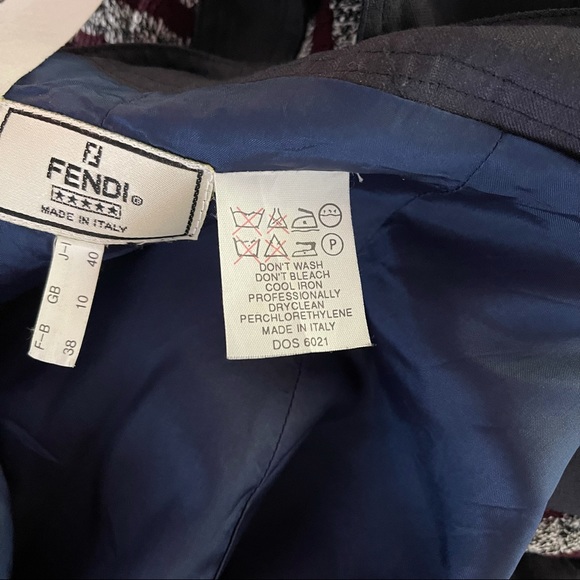 FENDI®
MADE IN ITALY
J-I 40
GB 10
F-B 38
P
DON'T WASH
DON'T BLEACH
COOL IRON
PROFESSIONALLY
DRYCLEAN
PERCHLORETHYLENE
MADE IN ITALY
DOS 6021